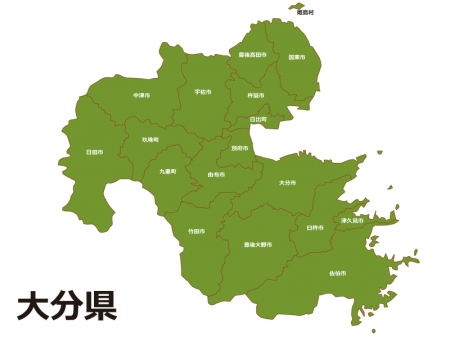 姫島村
豊後高田市
国東市
中津市
宇佐市
杵築市
日出町
日田市
玖珠町
別府市
九重町
由布市
大分市
竹田市
豊後大野市
臼杵市
津久見市
佐伯市
大分県